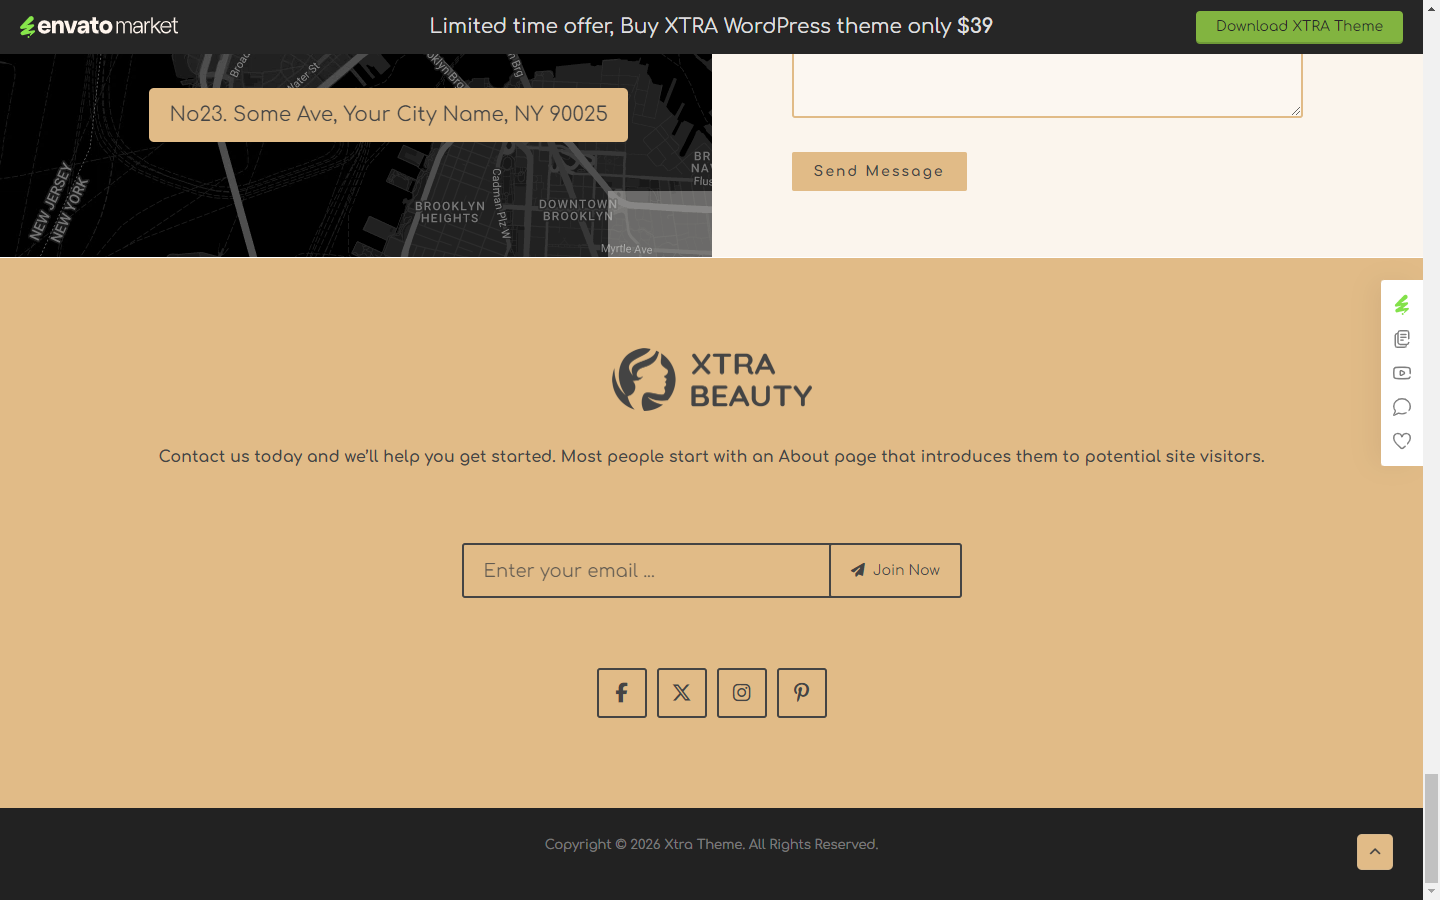 envato market
Limited time offer, Buy XTRA WordPress theme only $39
Download XTRA Theme
Water St
No23. Some Ave, Your City Name, NY 90025
NEW JERSEY
NEW YORK
BROOKLYN
HEIGHTS
Cadman Plz W
DOWNTOWN
BROOKLYN
Myrtle Ave
Send Message
XTRA
BEAUTY
Contact us today and we'll help you get started. Most people start with an About page that introduces them to potential site visitors.
Enter your email ...
Join Now
Copyright © 2026 Xtra Theme. All Rights Reserved.